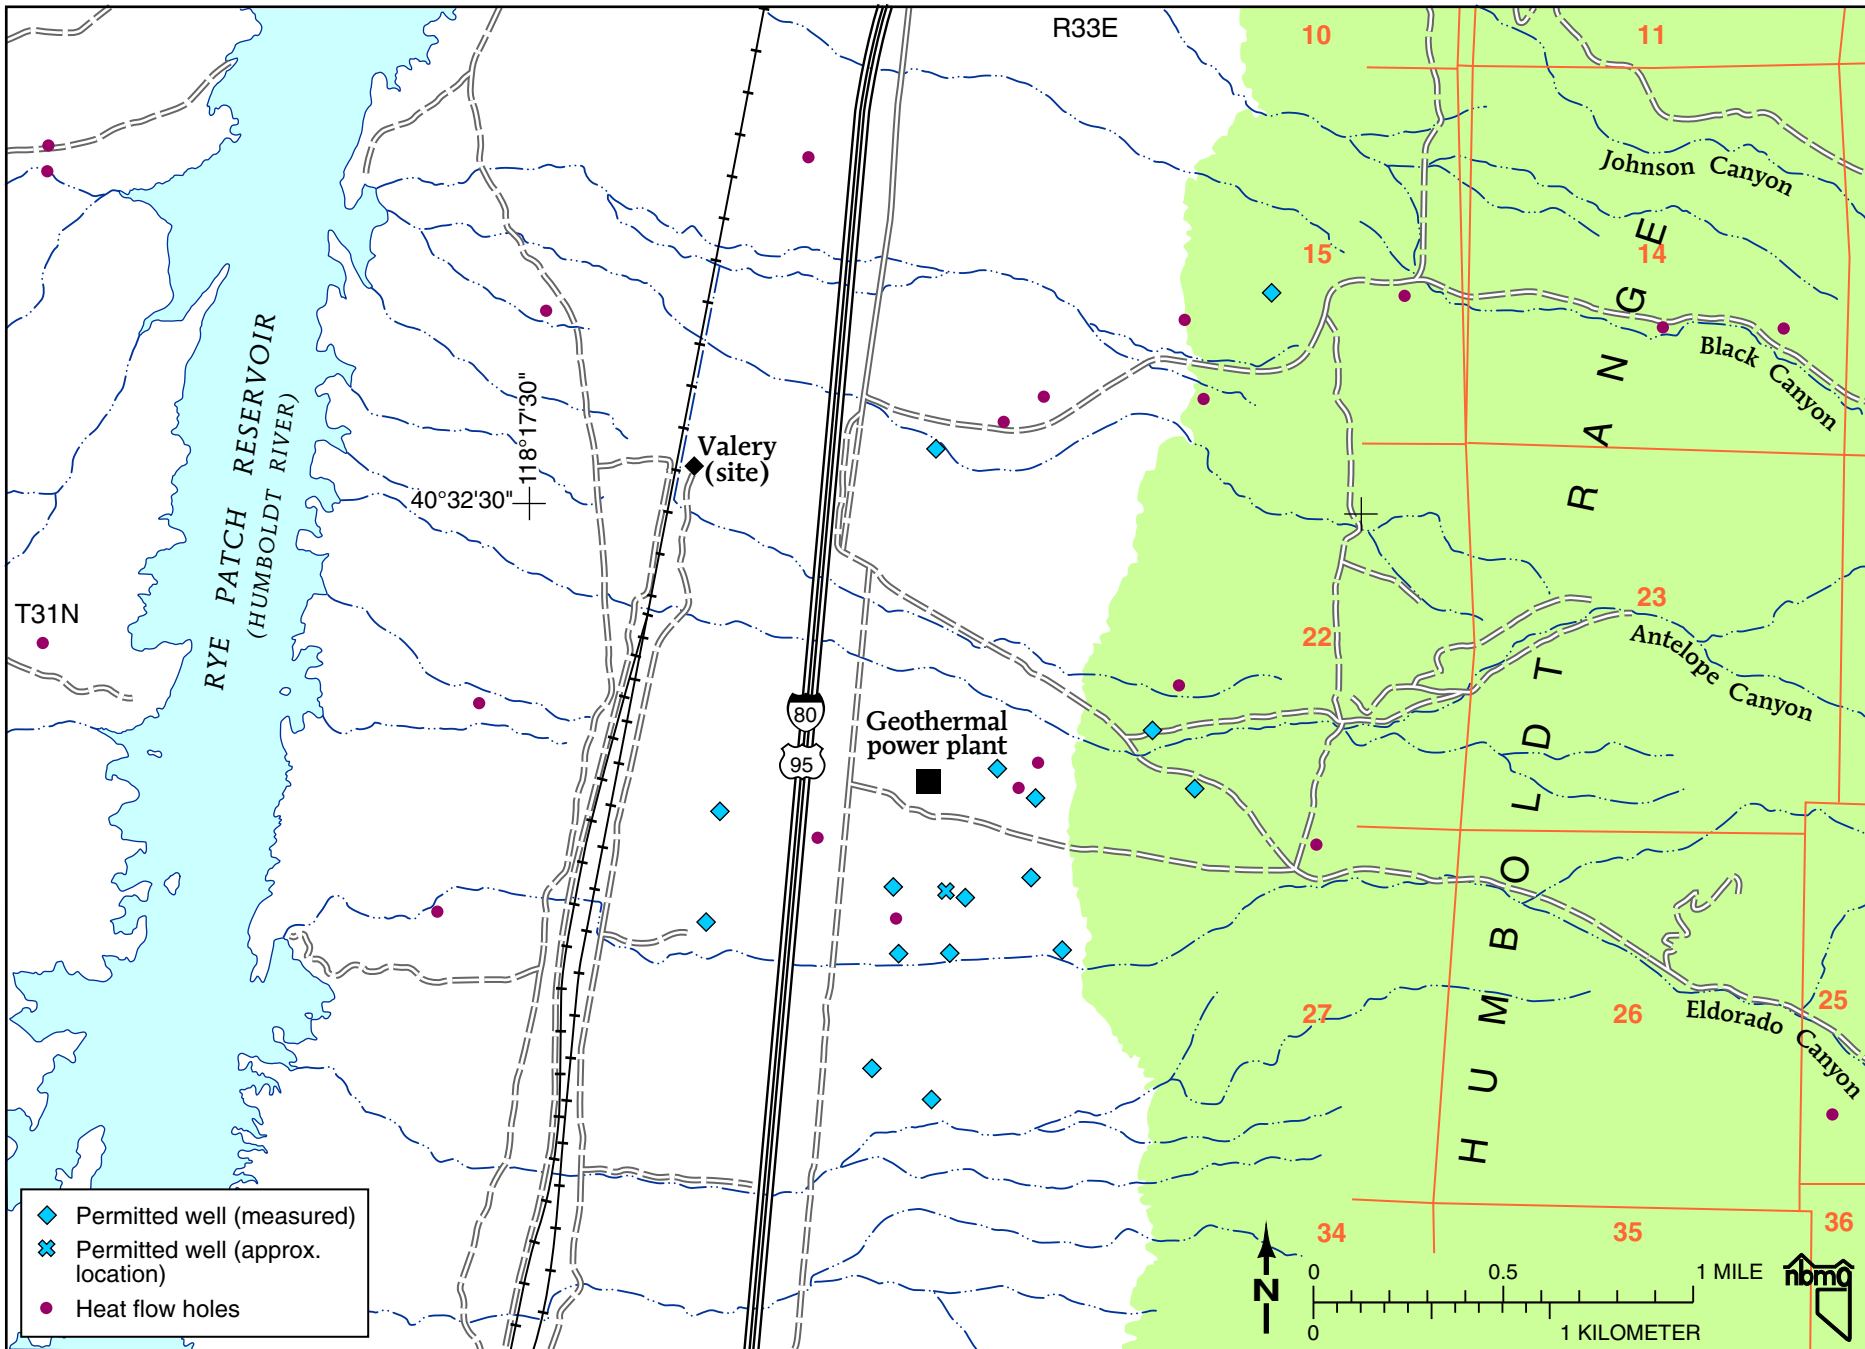 R33E
10
11
Johnson Canyon
15
14
Black Canyon
RYE PATCH RESERVOIR
(HUMBOLDT RIVER)
118°17'30"
40°32'30"
Valery
(site)
T31N
22
23
Antelope Canyon
HUMBOLDT RANGE
80
95
Geothermal
power plant
27
26
25
Eldorado Canyon
34
35
36
Permitted well (measured)
Permitted well (approx.
location)
Heat flow holes
N
0 0.5 1 MILE
0 1 KILOMETER
nbmg